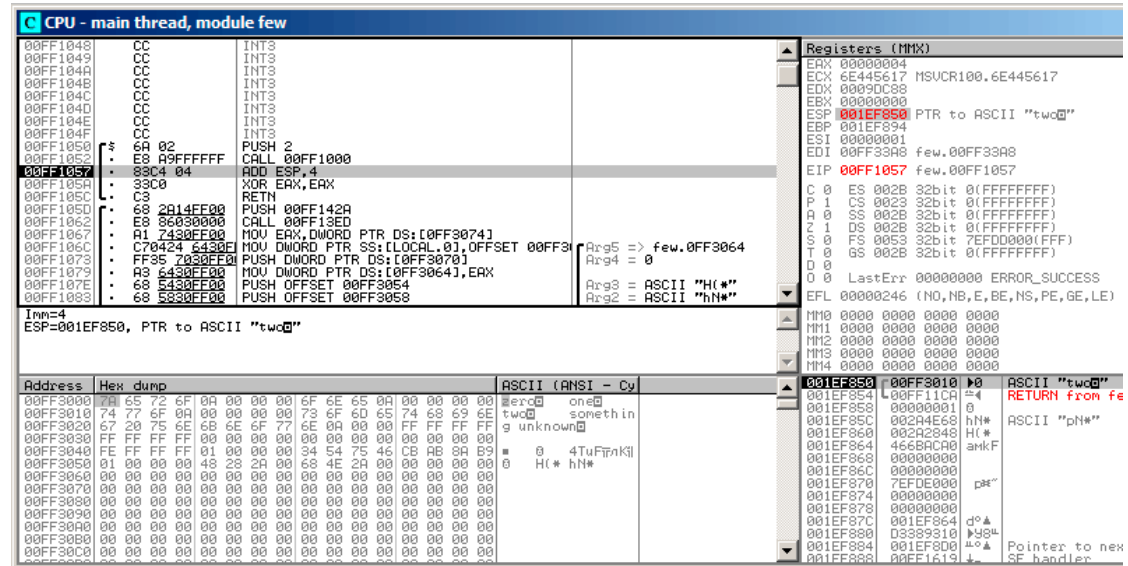 C CPU - main thread, module few
00FF1048 CC INT3
00FF1049 CC INT3
00FF104A CC INT3
00FF104B CC INT3
00FF104C CC INT3
00FF104D CC INT3
00FF104E CC INT3
00FF104F CC INT3
00FF1050 $ 6A 02 PUSH 2
00FF1052 . E8 A9FFFFFF CALL 00FF1000
00FF1057 . 83C4 04 ADD ESP,4
00FF105A . 33C0 XOR EAX,EAX
00FF105C . C3 RETN
00FF105D . 68 2A14FF00 PUSH 00FF142A
00FF1062 . E8 86030000 CALL 00FF13ED
00FF1067 . A1 7430FF00 MOV EAX,DWORD PTR DS:[0FF3074]
00FF106C . C70424 6430F MOV DWORD PTR SS:[LOCAL.0],OFFSET 00FF3 Arg5 => few.0FF3064
00FF1073 . FF35 7030FF0 PUSH DWORD PTR DS:[0FF3070] Arg4 = 0
00FF1079 . A3 6430FF00 MOV DWORD PTR DS:[0FF3064],EAX
00FF107E . 68 5430FF00 PUSH OFFSET 00FF3054 Arg3 = ASCII "H(*"
00FF1083 . 68 5830FF00 PUSH OFFSET 00FF3058 Arg2 = ASCII "hN*"
Imm=4
ESP=001EF850, PTR to ASCII "two"
Registers (MMX)
EAX 00000004
ECX 6E445617 MSVCR100.6E445617
EDX 0009DC88
EBX 00000000
ESP 001EF850 PTR to ASCII "two"
EBP 001EF894
ESI 00000001
EDI 00FF33A8 few.00FF33A8
EIP 00FF1057 few.00FF1057
C 0 ES 002B 32bit 0(FFFFFFFF)
P 1 CS 0023 32bit 0(FFFFFFFF)
A 0 SS 002B 32bit 0(FFFFFFFF)
Z 1 DS 002B 32bit 0(FFFFFFFF)
S 0 FS 0053 32bit 7EFDD000(FFF)
T 0 GS 002B 32bit 0(FFFFFFFF)
D 0
O 0 LastErr 00000000 ERROR_SUCCESS
EFL 00000246 (NO,NB,E,BE,NS,PE,GE,LE)
MM0 0000 0000 0000 0000
MM1 0000 0000 0000 0000
MM2 0000 0000 0000 0000
MM3 0000 0000 0000 0000
MM4 0000 0000 0000 0000
Address Hex dump ASCII (ANSI - Cy
00FF3000 7A 65 72 6F 0A 00 00 00 6F 6E 65 0A 00 00 00 00 zero one
00FF3010 74 77 6F 0A 00 00 00 00 73 6F 6D 65 74 68 69 6E two somethin
00FF3020 67 20 75 6E 6B 6E 6F 77 6E 0A 00 00 FF FF FF FF g unknown
00FF3030 FF FF FF FF 00 00 00 00 00 00 00 00 00 00 00 00
00FF3040 FE FF FF FF 01 00 00 00 34 54 75 46 CB AB 8A B9
00FF3050 01 00 00 00 48 28 2A 00 68 4E 2A 00 00 00 00 00 H(* hN*
00FF3060 00 00 00 00 00 00 00 00 00 00 00 00 00 00 00 00
00FF3070 00 00 00 00 00 00 00 00 00 00 00 00 00 00 00 00
00FF3080 00 00 00 00 00 00 00 00 00 00 00 00 00 00 00 00
00FF3090 00 00 00 00 00 00 00 00 00 00 00 00 00 00 00 00
00FF30A0 00 00 00 00 00 00 00 00 00 00 00 00 00 00 00 00
00FF30B0 00 00 00 00 00 00 00 00 00 00 00 00 00 00 00 00
00FF30C0 00 00 00 00 00 00 00 00 00 00 00 00 00 00 00 00
001EF850 00FF3010 ASCII "two"
001EF854 00FF11CA RETURN from fe
001EF858 00000001
001EF85C 002A4E68 hN* ASCII "pN*"
001EF860 002A2848 H(*
001EF864 466BACA0
001EF868 00000000
001EF86C 00000000
001EF870 7EFDE000
001EF874 00000000
001EF878 00000000
001EF87C 001EF864
001EF880 D3389310
001EF884 001EF8D0 Pointer to nex
001EF888 00FF1619 SE handler